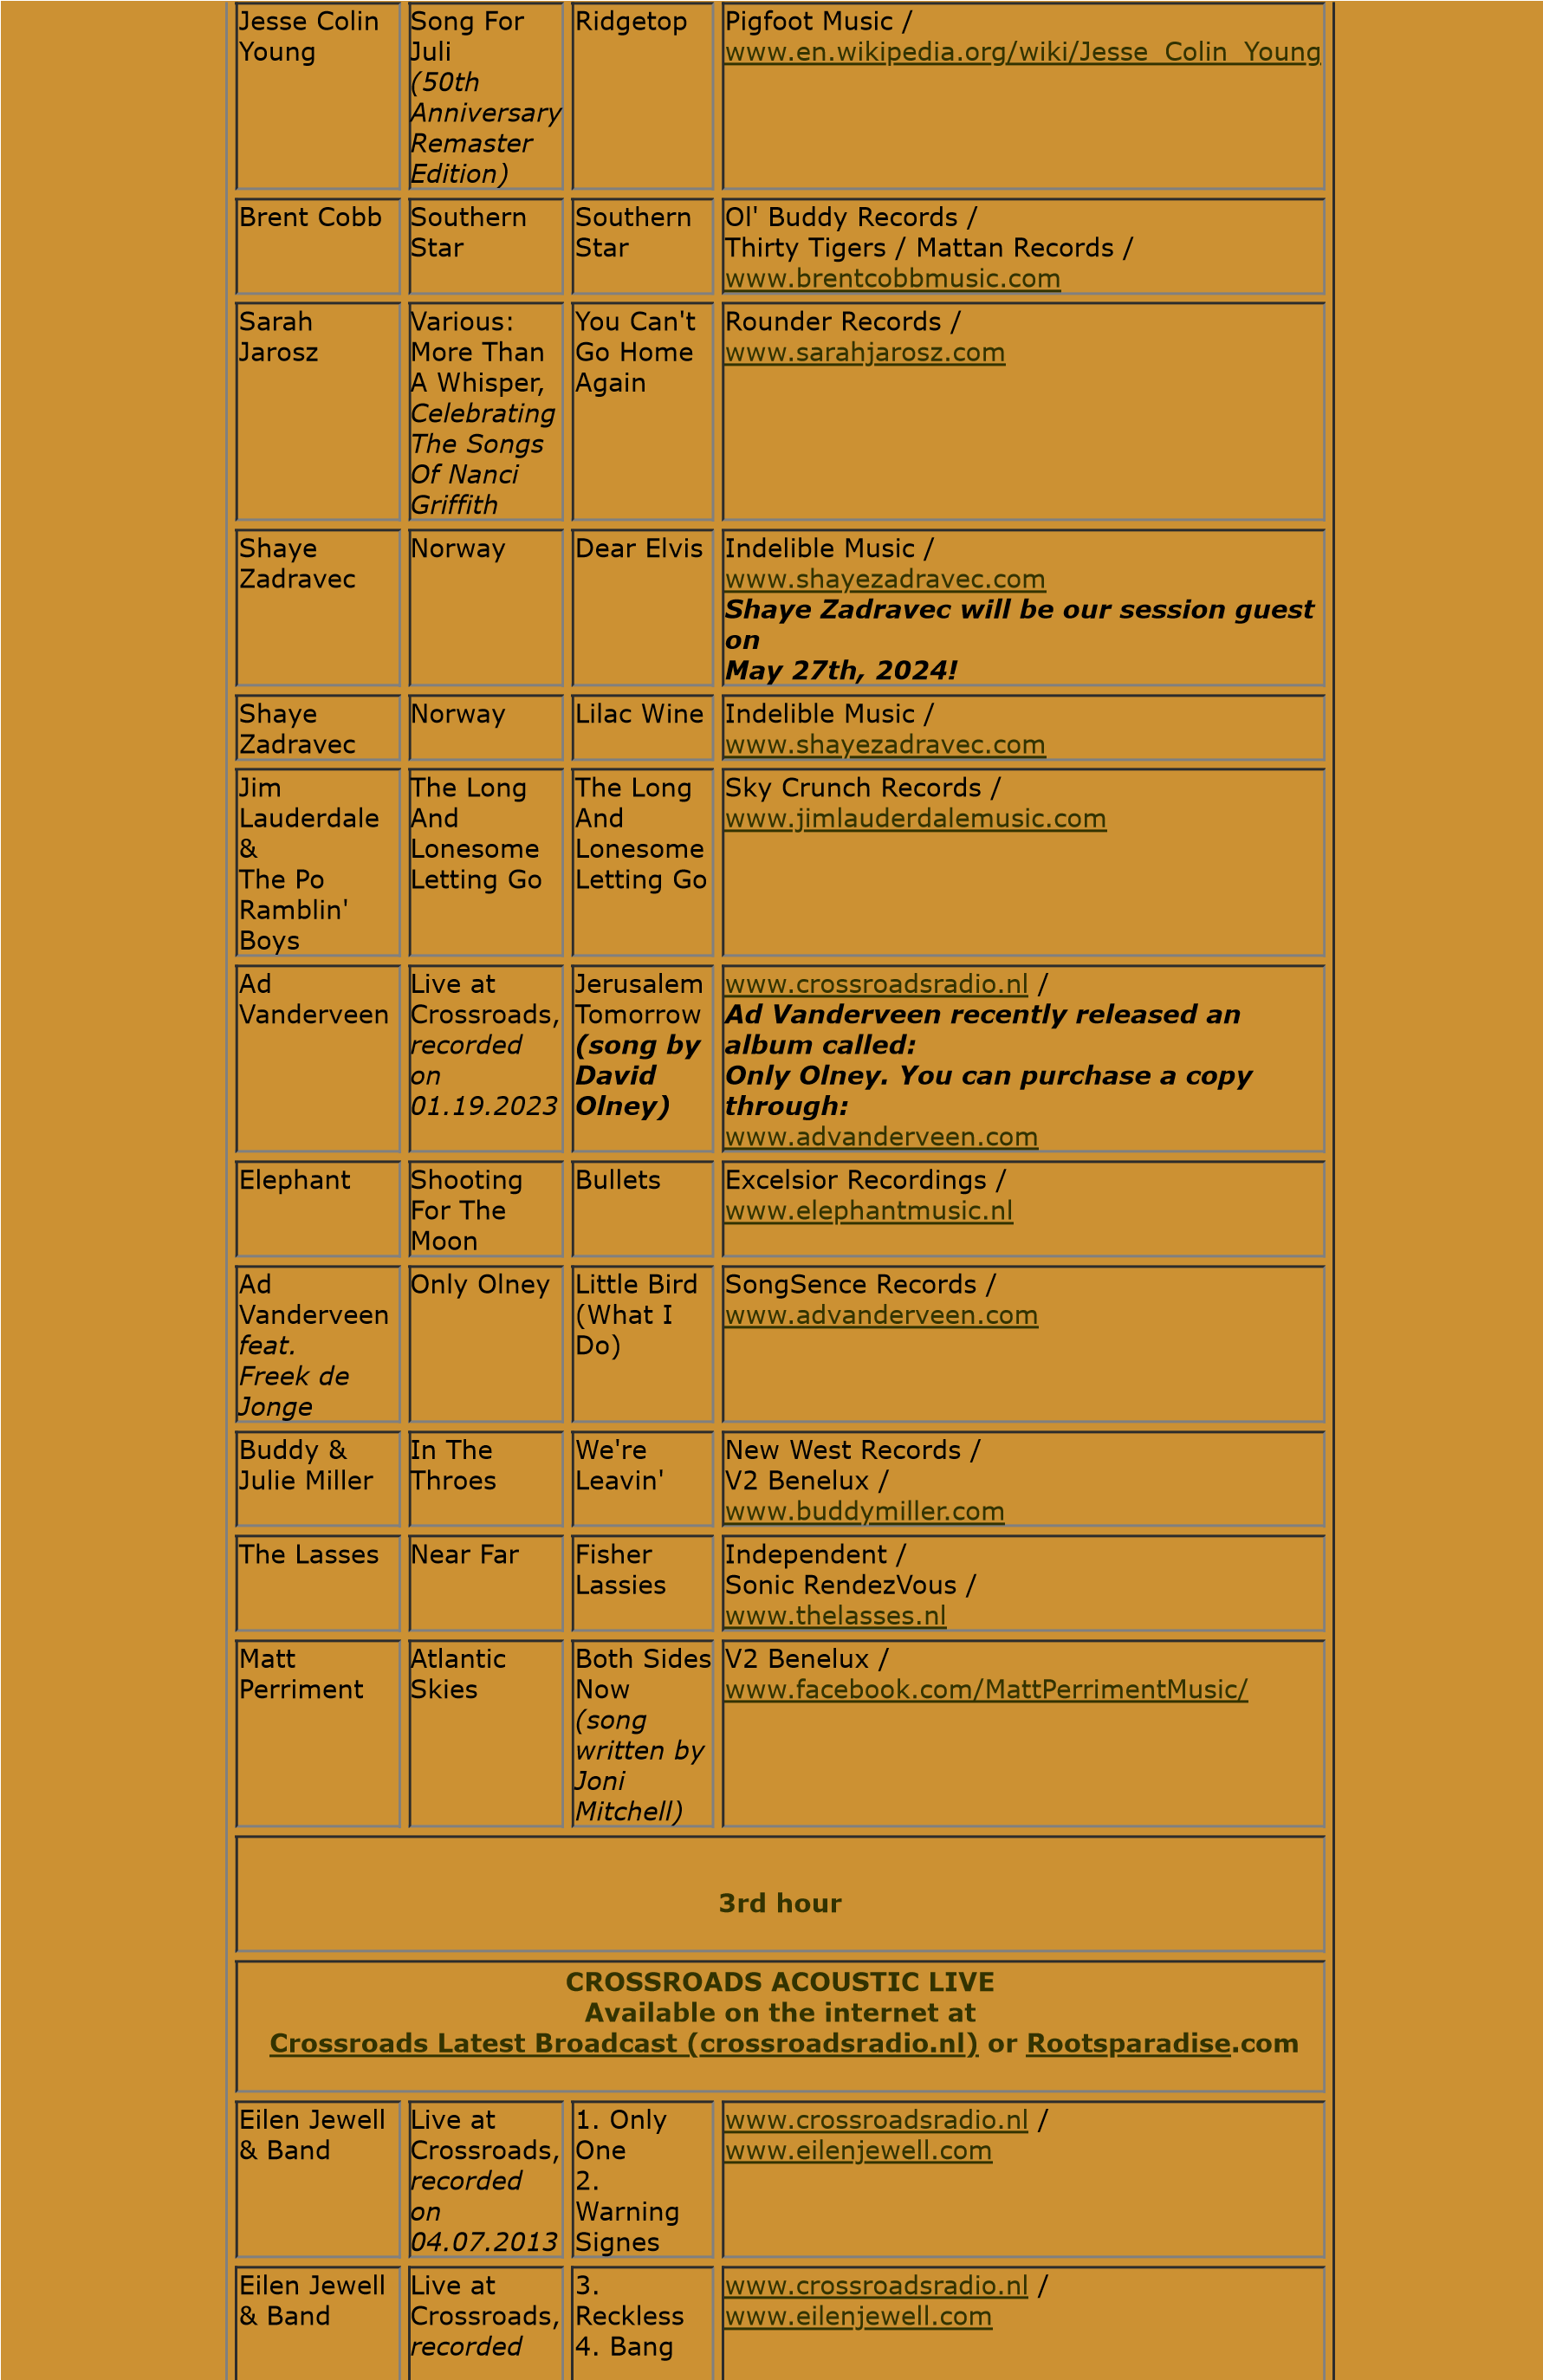 Jesse Colin
Young
Song For
Juli
(50th
Anniversary
Remaster
Edition)
Ridgetop
Pigfoot Music /
www.en.wikipedia.org/wiki/Jesse_Colin_Young
Brent Cobb
Southern
Star
Southern
Star
Ol' Buddy Records /
Thirty Tigers / Mattan Records /
www.brentcobbmusic.com
Sarah
Jarosz
Various:
More Than
A Whisper,
Celebrating
The Songs
Of Nanci
Griffith
You Can't
Go Home
Again
Rounder Records /
www.sarahjarosz.com
Shaye
Zadravec
Norway
Dear Elvis
Indelible Music /
www.shayezadravec.com
Shaye Zadravec will be our session guest
on
May 27th, 2024!
Shaye
Zadravec
Norway
Lilac Wine
Indelible Music /
www.shayezadravec.com
Jim
Lauderdale
&
The Po
Ramblin'
Boys
The Long
And
Lonesome
Letting Go
The Long
And
Lonesome
Letting Go
Sky Crunch Records /
www.jimlauderdalemusic.com
Ad
Vanderveen
Live at
Crossroads,
recorded
on
01.19.2023
Jerusalem
Tomorrow
(song by
David
Olney)
www.crossroadsradio.nl /
Ad Vanderveen recently released an
album called:
Only Olney. You can purchase a copy
through:
www.advanderveen.com
Elephant
Shooting
For The
Moon
Bullets
Excelsior Recordings /
www.elephantmusic.nl
Ad
Vanderveen
feat.
Freek de
Jonge
Only Olney
Little Bird
(What I
Do)
SongSence Records /
www.advanderveen.com
Buddy &
Julie Miller
In The
Throes
We're
Leavin'
New West Records /
V2 Benelux /
www.buddymiller.com
The Lasses
Near Far
Fisher
Lassies
Independent /
Sonic RendezVous /
www.thelasses.nl
Matt
Perriment
Atlantic
Skies
Both Sides
Now
(song
written by
Joni
Mitchell)
V2 Benelux /
www.facebook.com/MattPerrimentMusic/
3rd hour
CROSSROADS ACOUSTIC LIVE
Available on the internet at
Crossroads Latest Broadcast (crossroadsradio.nl) or Rootsparadise.com
Eilen Jewell
& Band
Live at
Crossroads,
recorded
on
04.07.2013
1. Only
One
2.
Warning
Signes
www.crossroadsradio.nl /
www.eilenjewell.com
Eilen Jewell
& Band
Live at
Crossroads,
recorded
3.
Reckless
4. Bang
www.crossroadsradio.nl /
www.eilenjewell.com